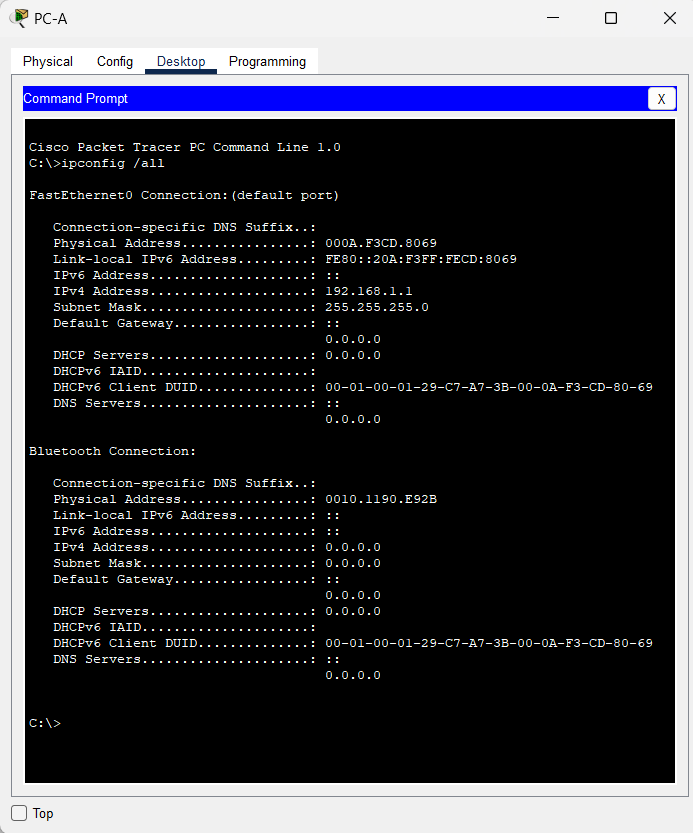 PC-A
Physical Config Desktop Programming
Command Prompt X
Cisco Packet Tracer PC Command Line 1.0
C:\>ipconfig /all
FastEthernet0 Connection:(default port)
Connection-specific DNS Suffix..:
Physical Address................: 000A.F3CD.8069
Link-local IPv6 Address.........: FE80::20A:F3FF:FECD:8069
IPv6 Address....................: ::
IPv4 Address....................: 192.168.1.1
Subnet Mask.....................: 255.255.255.0
Default Gateway.................: ::
0.0.0.0
DHCP Servers....................: 0.0.0.0
DHCPv6 IAID.....................:
DHCPv6 Client DUID..............: 00-01-00-01-29-C7-A7-3B-00-0A-F3-CD-80-69
DNS Servers.....................: ::
0.0.0.0
Bluetooth Connection:
Connection-specific DNS Suffix..:
Physical Address................: 0010.1190.E92B
Link-local IPv6 Address.........: ::
IPv6 Address....................: ::
IPv4 Address....................: 0.0.0.0
Subnet Mask.....................: 0.0.0.0
Default Gateway.................: ::
0.0.0.0
DHCP Servers....................: 0.0.0.0
DHCPv6 IAID.....................:
DHCPv6 Client DUID..............: 00-01-00-01-29-C7-A7-3B-00-0A-F3-CD-80-69
DNS Servers.....................: ::
0.0.0.0
C:\>
Top